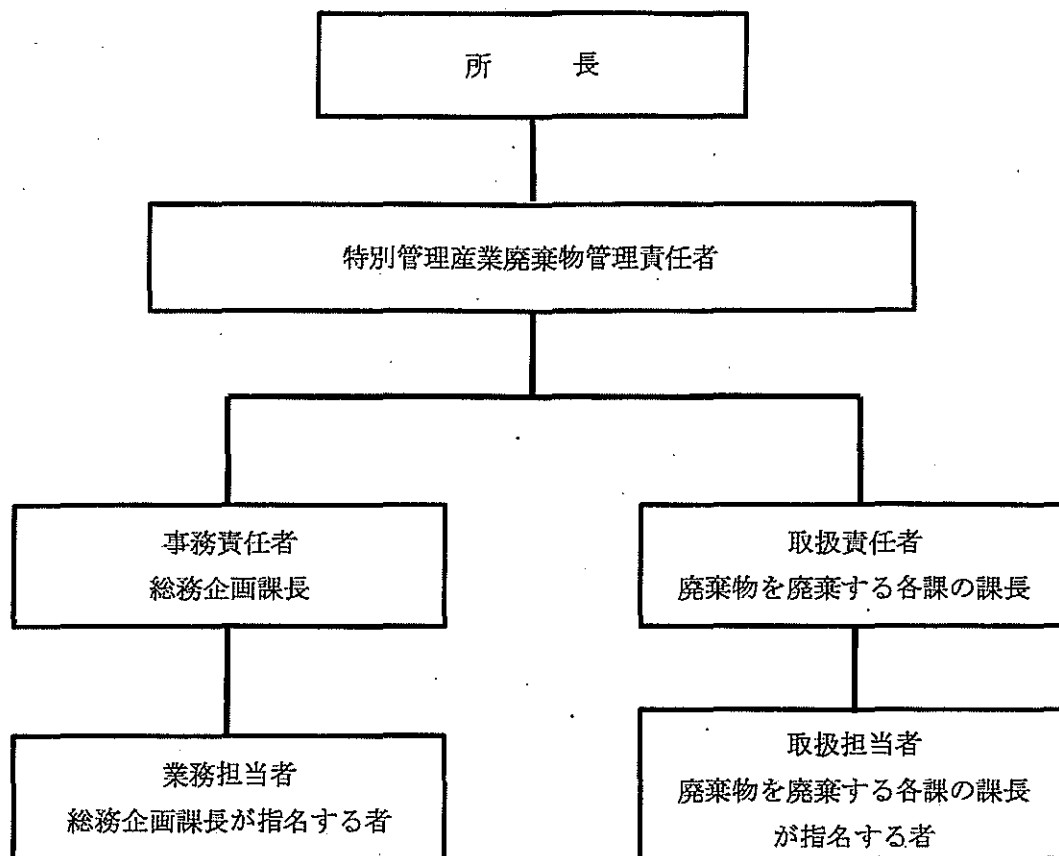 所　　長
特別管理産業廃棄物管理責任者
事務責任者
総務企画課長
取扱責任者
廃棄物を廃棄する各課の課長
業務担当者
総務企画課長が指名する者
取扱担当者
廃棄物を廃棄する各課の課長
が指名する者